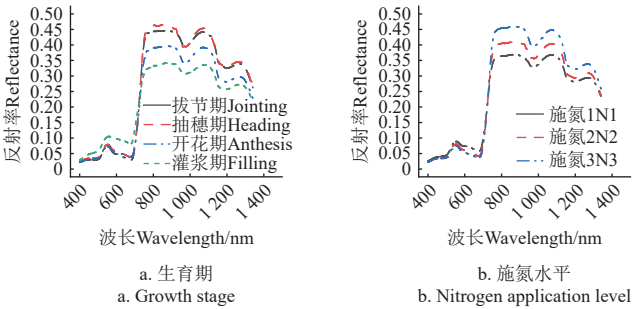 0.50
0.45
0.40
0.35
0.30
0.25
0.20
0.15
0.10
0.05
0
反射率Reflectance
拔节期Jointing
抽穗期Heading
开花期Anthesis
灌浆期Filling
400
600
800
1 000
1 200
1 400
波长Wavelength/nm
a. 生育期
a. Growth stage
0.50
0.45
0.40
0.35
0.30
0.25
0.20
0.15
0.10
0.05
0
反射率Reflectance
施氮1N1
施氮2N2
施氮3N3
400
600
800
1 000
1 200
1 400
波长Wavelength/nm
b. 施氮水平
b. Nitrogen application level